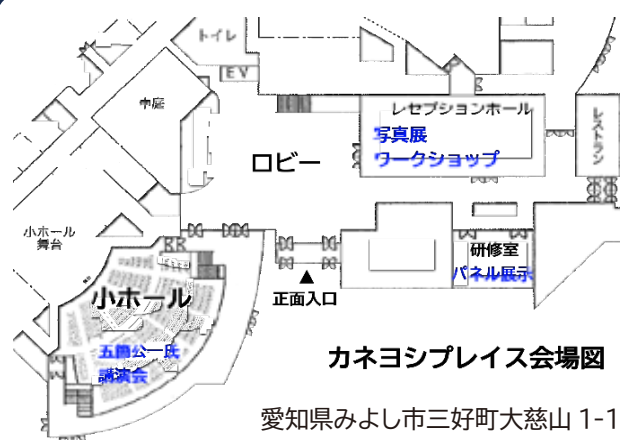 トイレ
EV
中庭
レセプションホール
写真展
ワークショップ
レストラン
ロビー
小ホール
舞台
研修室
パネル展示
正面入口
小ホール
五箇公一氏
講演会
カネヨシプレイス会場図
愛知県みよし市三好町大慈山 1-1